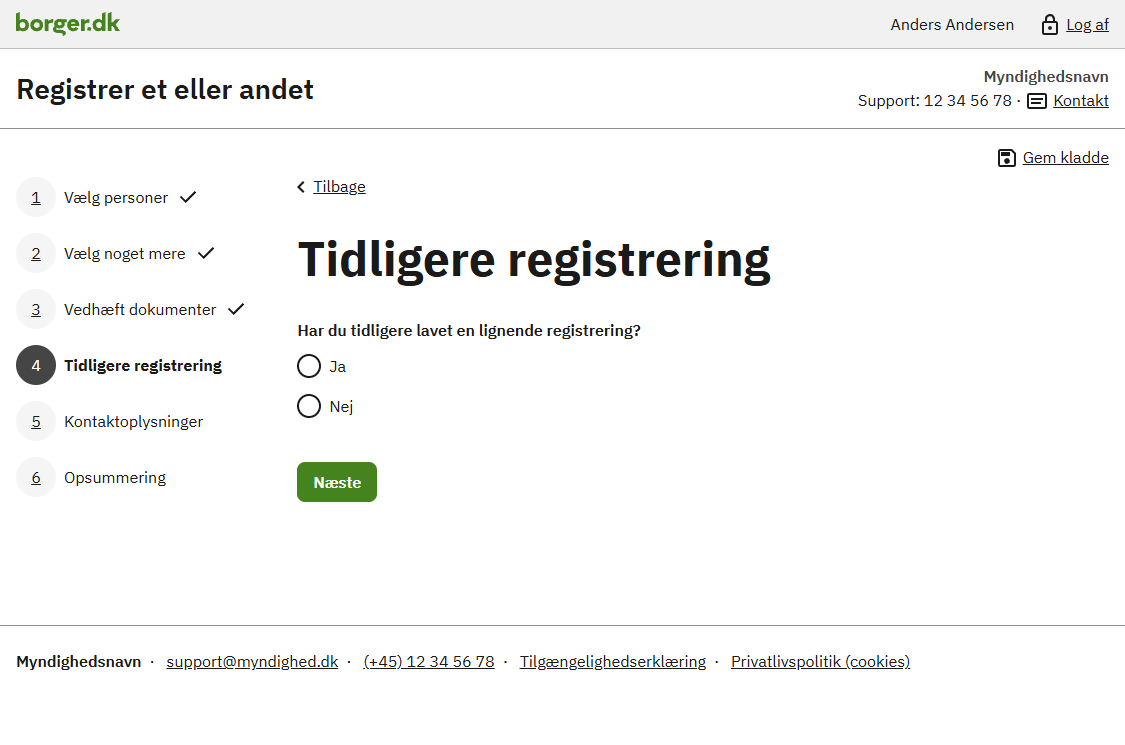 borger.dk
Anders Andersen
Log af
Registrer et eller andet
Myndighedsnavn
Support: 12 34 56 78 · Kontakt
Gem kladde
1 Vælg personer
2 Vælg noget mere
3 Vedhæft dokumenter
4 Tidligere registrering
5 Kontaktoplysninger
6 Opsummering
Tilbage
Tidligere registrering
Har du tidligere lavet en lignende registrering?
Ja
Nej
Næste
Myndighedsnavn · support@myndighed.dk · (+45) 12 34 56 78 · Tilgængelighedserklæring · Privatlivspolitik (cookies)